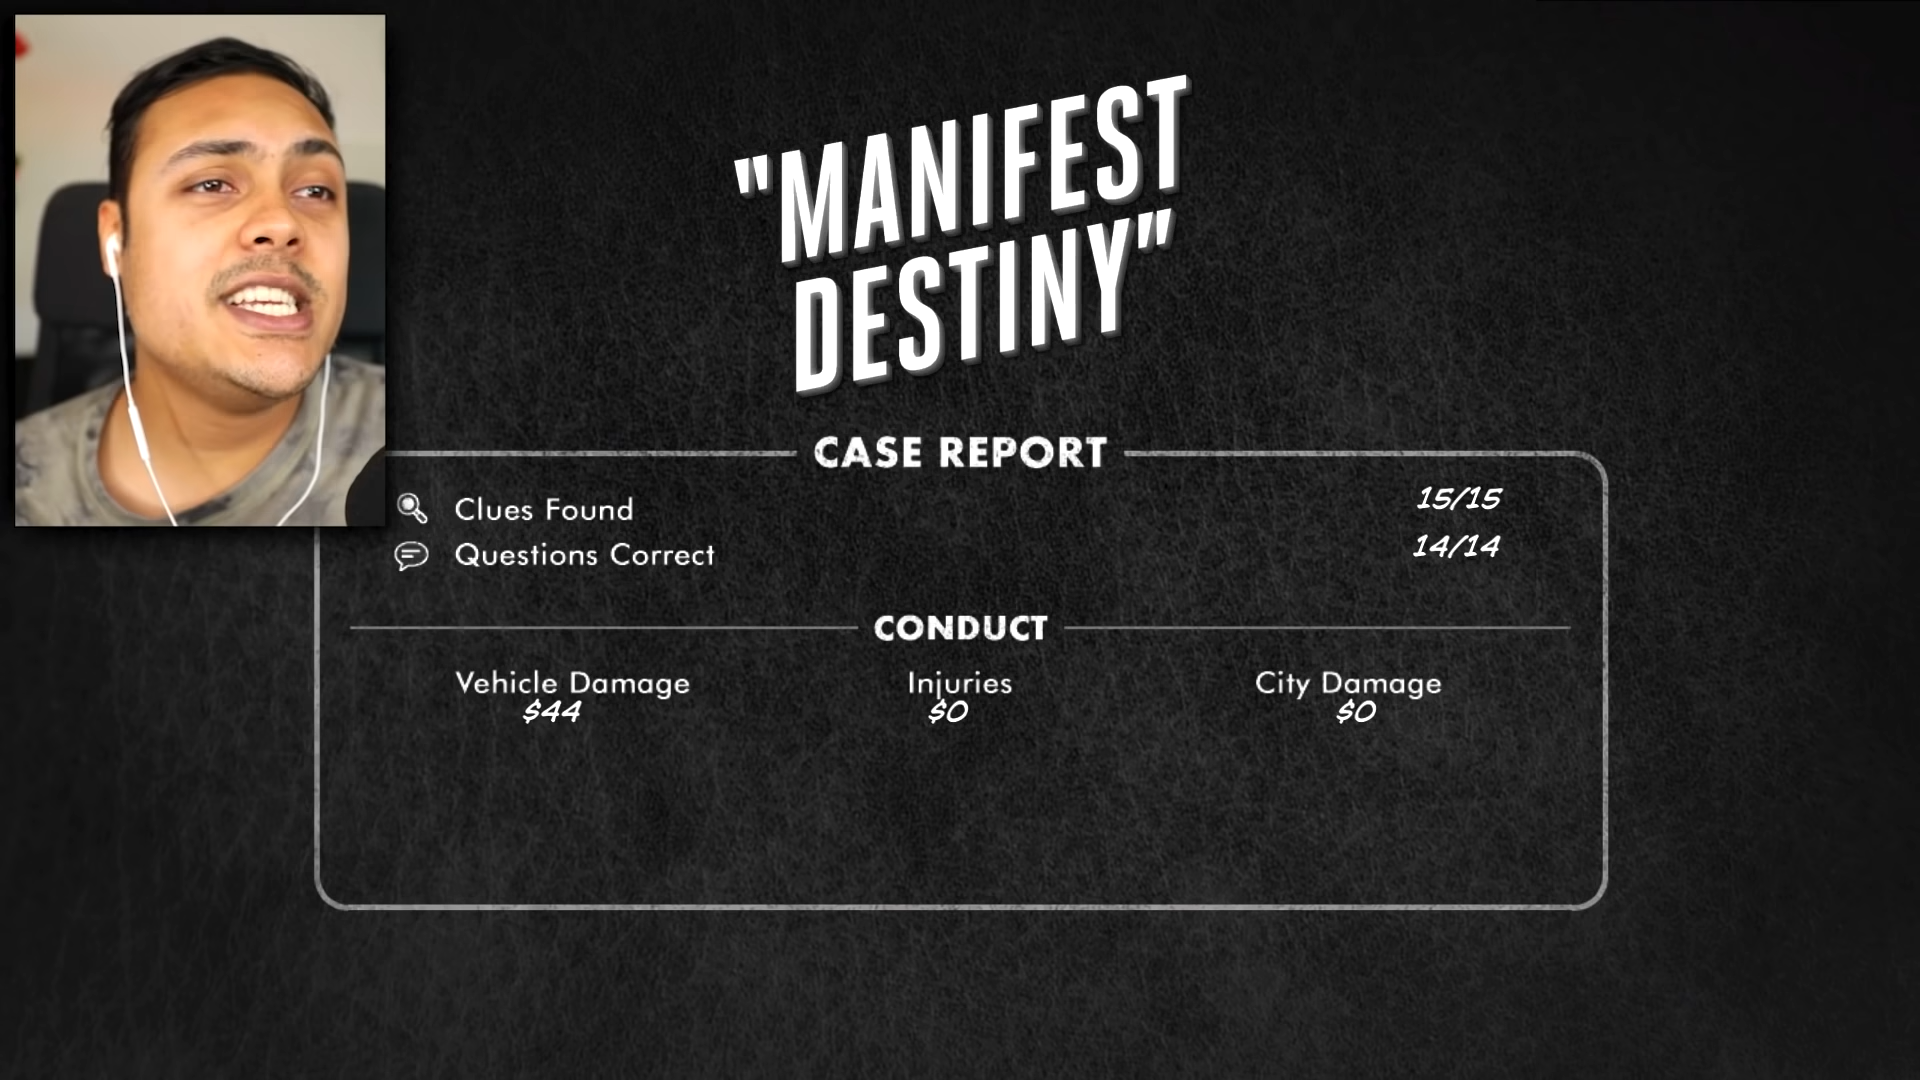 "MANIFEST
DESTINY"
CASE REPORT
Clues Found 15/15
Questions Correct 14/14
CONDUCT
Vehicle Damage Injuries City Damage
$44 $0 $0